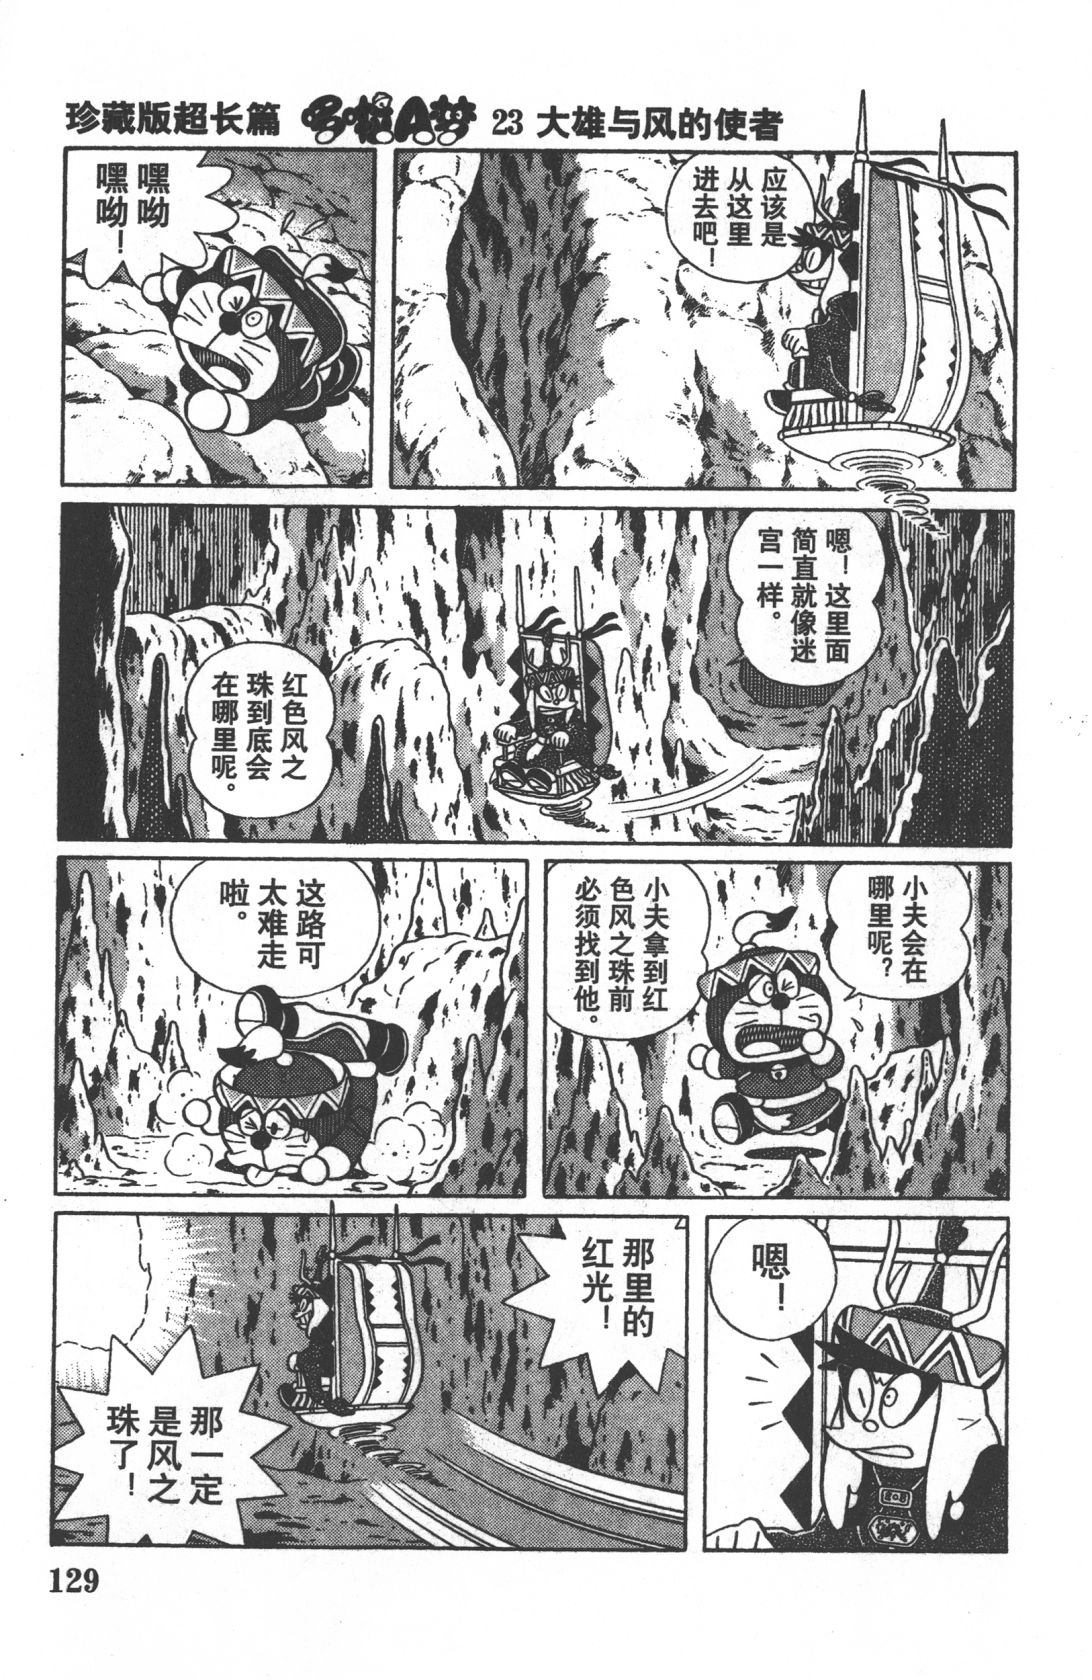 珍藏版超长篇 哆啦A梦 23 大雄与风的使者
应该是
从这里
进去吧！
嘿呦
嘿呦！
嗯！这里面
简直就像迷
宫一样。
红色风之
珠到底会
在哪里呢。
小夫会在
哪里呢？
小夫拿到红
色风之珠前
必须找到他。
这路可
太难走
啦。
嗯！
那里的
红光！
那一定
是风之
珠了！
129